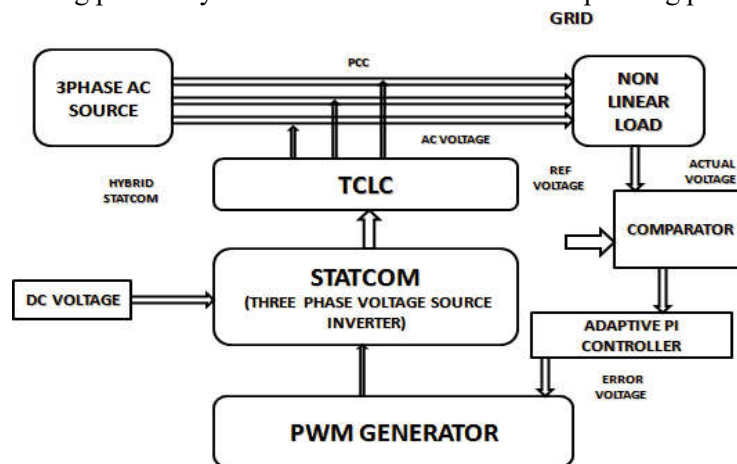 GRID
PCC
3PHASE AC
SOURCE
NON
LINEAR
LOAD
AC VOLTAGE
HYBRID
STATCOM
TCLC
REF
VOLTAGE
ACTUAL
VOLTAGE
COMPARATOR
STATCOM
(THREE PHASE VOLTAGE SOURCE
INVERTER)
DC VOLTAGE
ADAPTIVE PI
CONTROLLER
ERROR
VOLTAGE
PWM GENERATOR